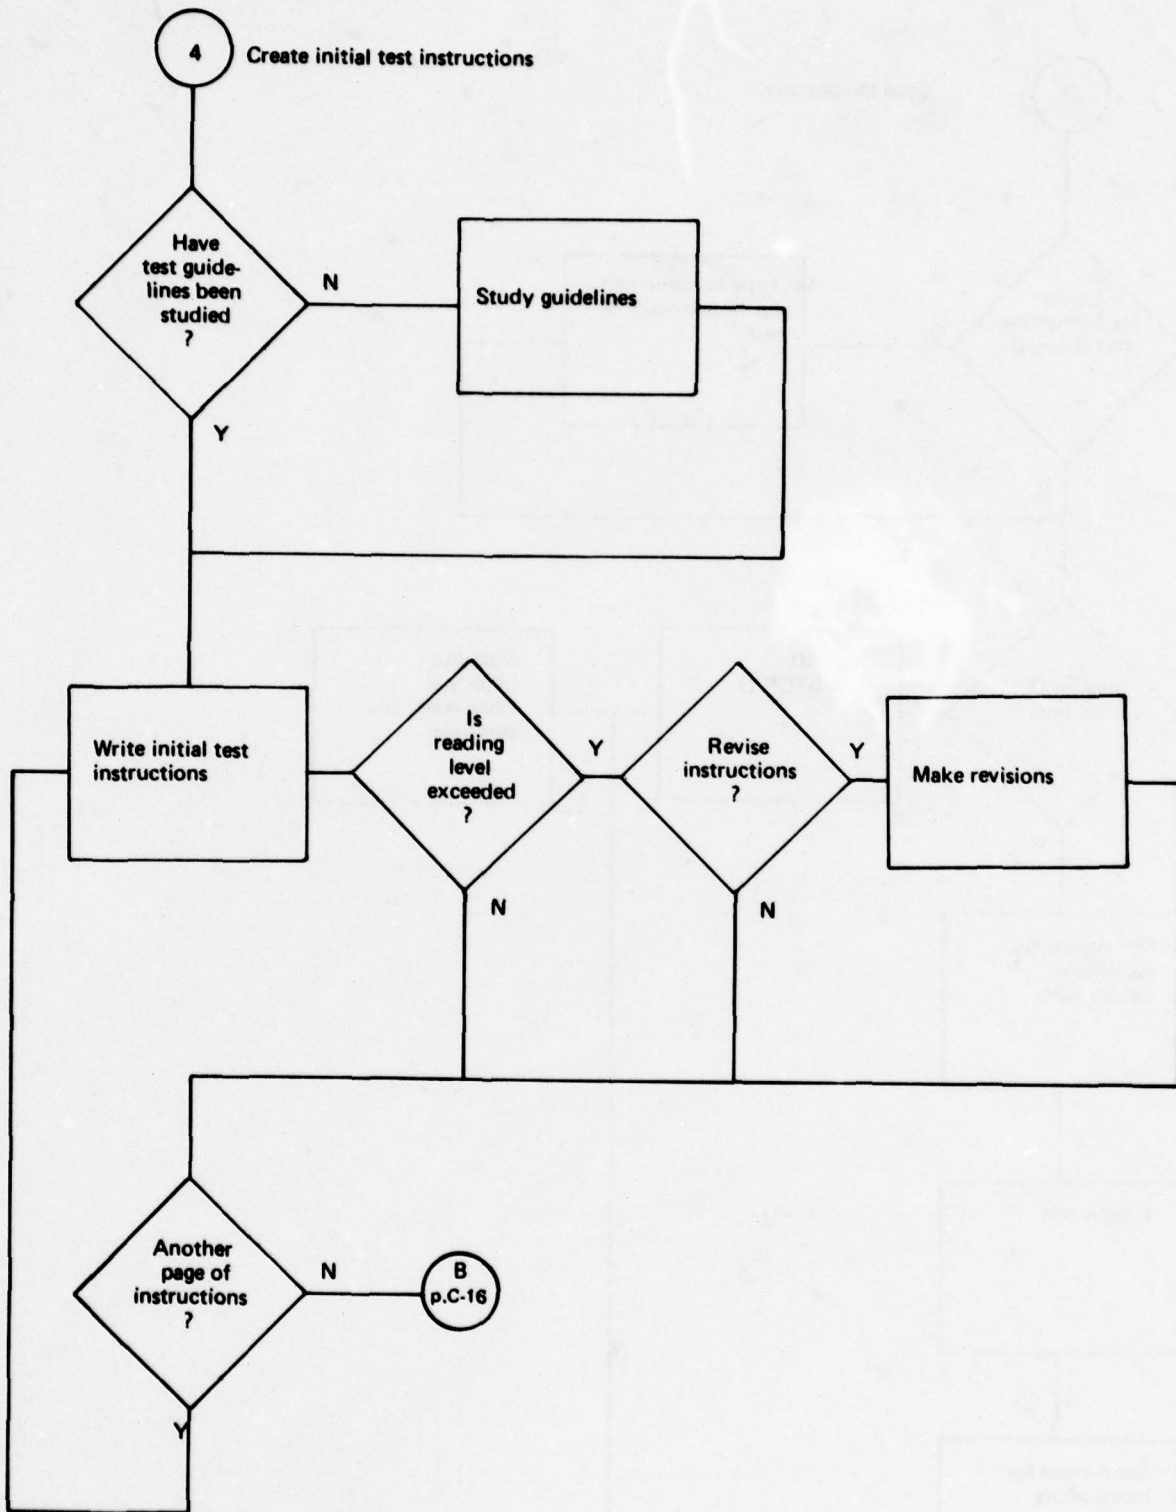 4
Create initial test instructions
Have
test guide-
lines been
studied
?
N
Study guidelines
Y
Write initial test
instructions
Is
reading
level
exceeded
?
Y
Revise
instructions
?
Y
Make revisions
N
N
Another
page of
instructions
?
N
B
p.C-16
Y